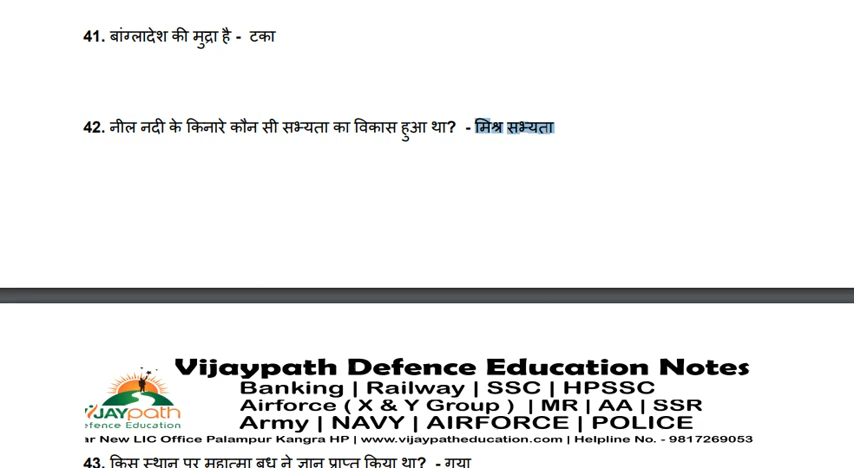 41. बांग्लादेश की मुद्रा है - टका
42. नील नदी के किनारे कौन सी सभ्यता का विकास हुआ था? - मिश्र सभ्यता
Vijaypath Defence Education Notes
Banking | Railway | SSC | HPSSC
Airforce ( X & Y Group ) | MR | AA | SSR
Army | NAVY | AIRFORCE | POLICE
VIJAYpath
efence Education
ar New LIC Office Palampur Kangra HP | www.vijaypatheducation.com | Helpline No. - 9817269053
43. किस स्थान पर महात्मा बुध ने ज्ञान प्राप्त किया था? - गया